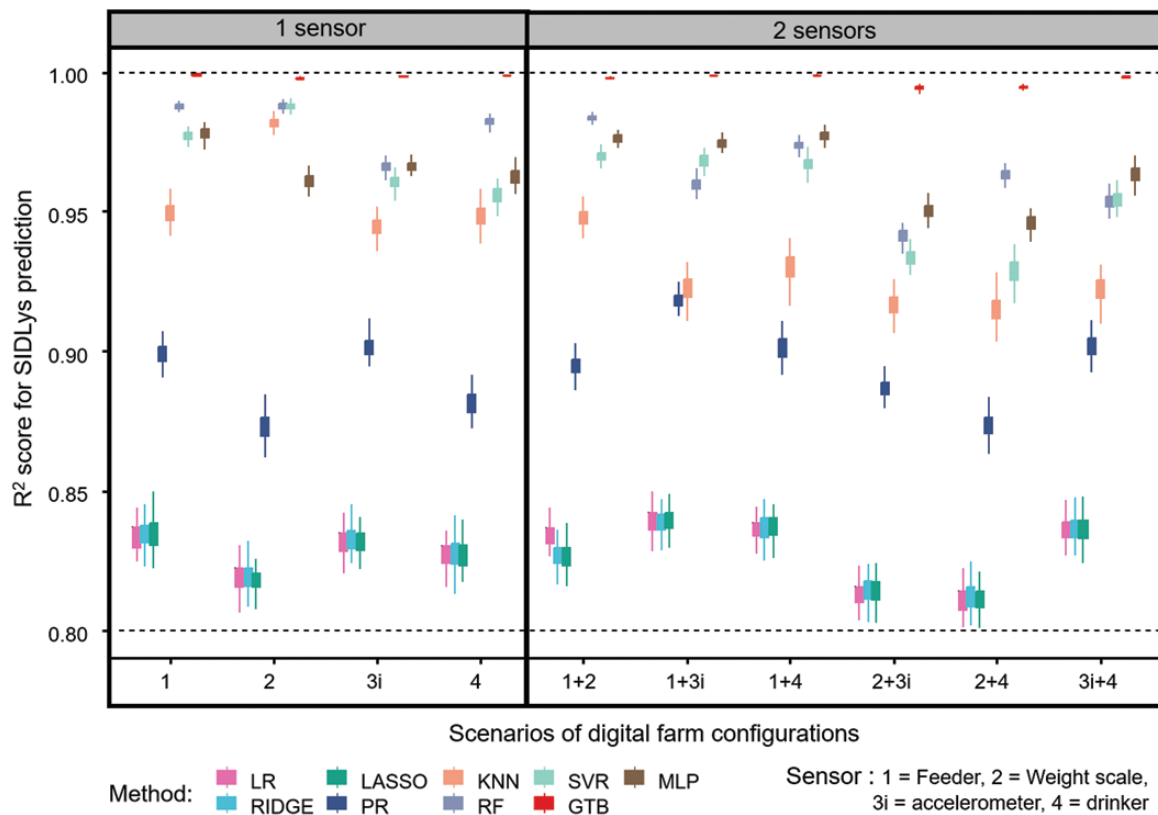 1 sensor
2 sensors
R² score for SIDLys prediction
1.00
0.95
0.90
0.85
0.80
1 2 3i 4 1+2 1+3i 1+4 2+3i 2+4 3i+4
Scenarios of digital farm configurations
Method:
LR LASSO KNN SVR MLP
RIDGE PR RF GTB
Sensor : 1 = Feeder, 2 = Weight scale,
3i = accelerometer, 4 = drinker